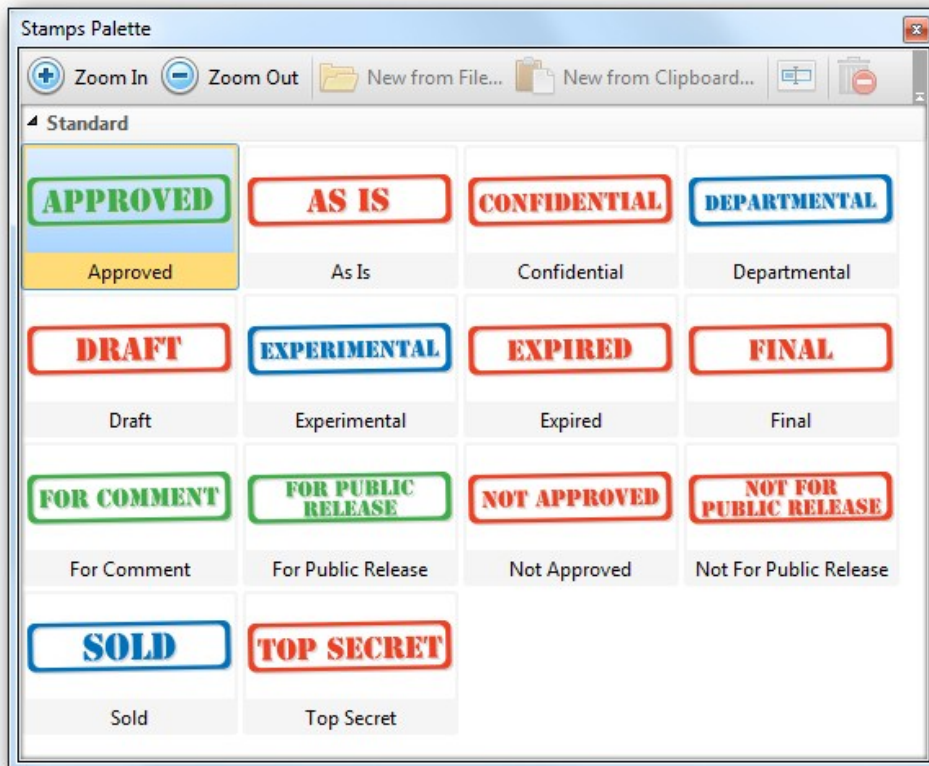 Stamps Palette
Zoom In Zoom Out New from File... New from Clipboard...
Standard
APPROVED AS IS CONFIDENTIAL DEPARTMENTAL
Approved As Is Confidential Departmental
DRAFT EXPERIMENTAL EXPIRED FINAL
Draft Experimental Expired Final
FOR COMMENT
FOR PUBLIC
RELEASE
NOT APPROVED
NOT FOR
PUBLIC RELEASE
For Comment For Public Release Not Approved Not For Public Release
SOLD TOP SECRET
Sold Top Secret